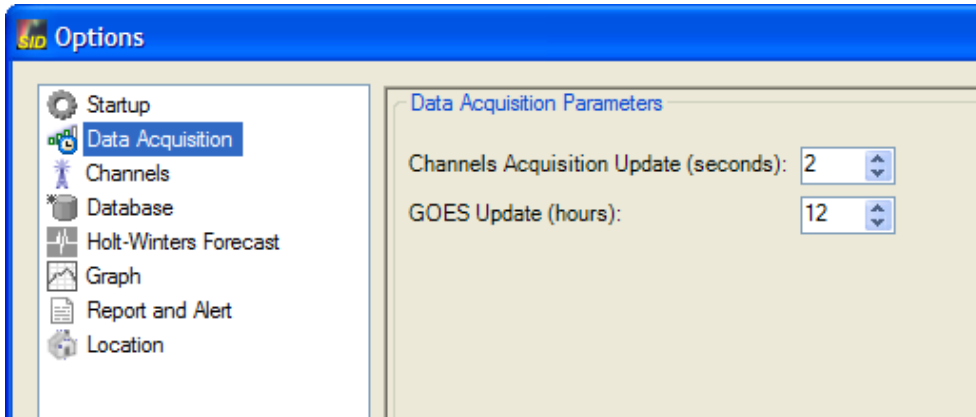 SID Options
Startup
Data Acquisition
Channels
Database
Holt-Winters Forecast
Graph
Report and Alert
Location
Data Acquisition Parameters
Channels Acquisition Update (seconds): 2
GOES Update (hours): 12